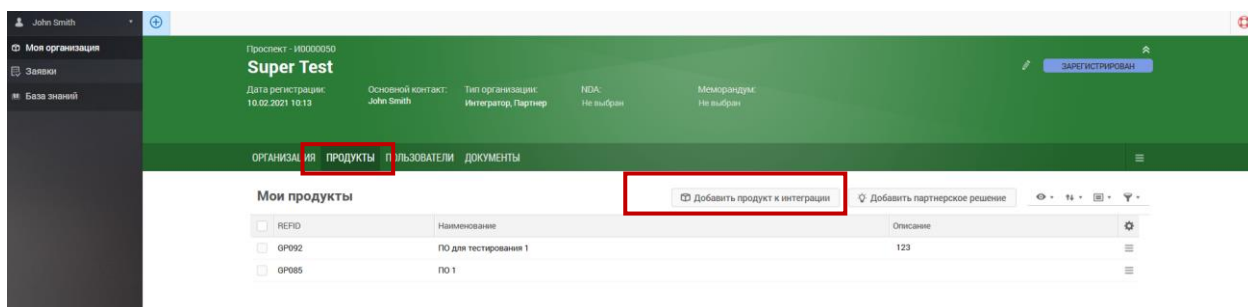 John Smith
Моя организация
Заявки
База знаний
Проспект - И0000050
Super Test
ЗАРЕГИСТРИРОВАН
Дата регистрации: Основной контакт: Тип организации: NDA: Меморандум:
10.02.2021 10:13 John Smith Интегратор, Партнер Не выбран Не выбран
ОРГАНИЗАЦИЯ ПРОДУКТЫ ПОЛЬЗОВАТЕЛИ ДОКУМЕНТЫ
Мои продукты Добавить продукт к интеграции Добавить партнерское решение
REFID Наименование Описание
GP092 ПО для тестирования 1 123
GP085 ПО 1